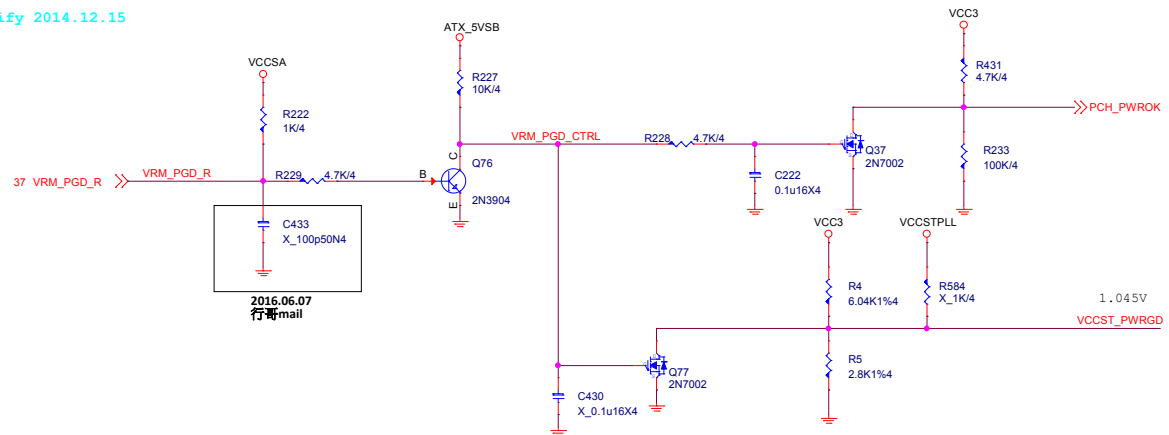 ify 2014.12.15
VCCSA
R222
1K/4
37 VRM_PGD_R
VRM_PGD_R
R229
4.7K/4
C433
X_100p50N4
2016.06.07
行哥mail
ATX_5VSB
R227
10K/4
C
B
E
Q76
2N3904
VRM_PGD_CTRL
R228
4.7K/4
C222
0.1u16X4
Q37
2N7002
VCC3
R431
4.7K/4
PCH_PWROK
R233
100K/4
VCC3
R4
6.04K1%4
VCCSTPLL
R584
X_1K/4
1.045V
VCCST_PWRGD
R5
2.8K1%4
Q77
2N7002
C430
X_0.1u16X4